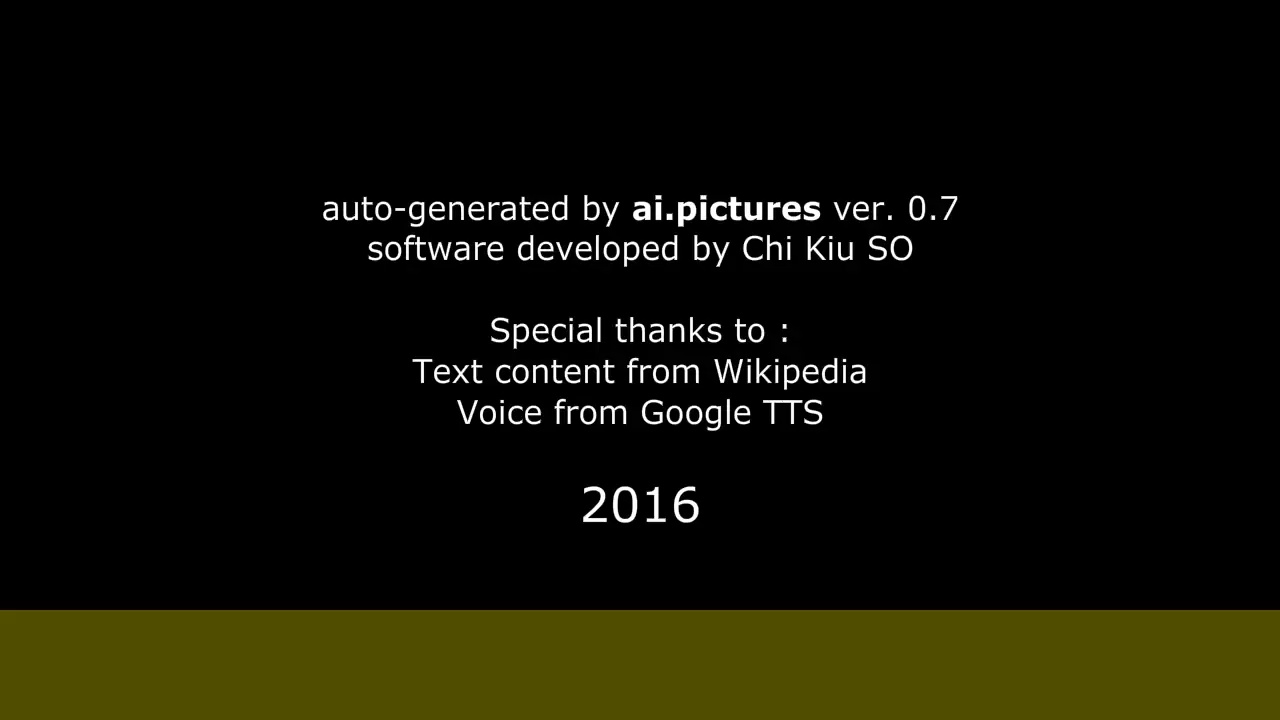 auto-generated by ai.pictures ver. 0.7
software developed by Chi Kiu SO
Special thanks to :
Text content from Wikipedia
Voice from Google TTS
2016